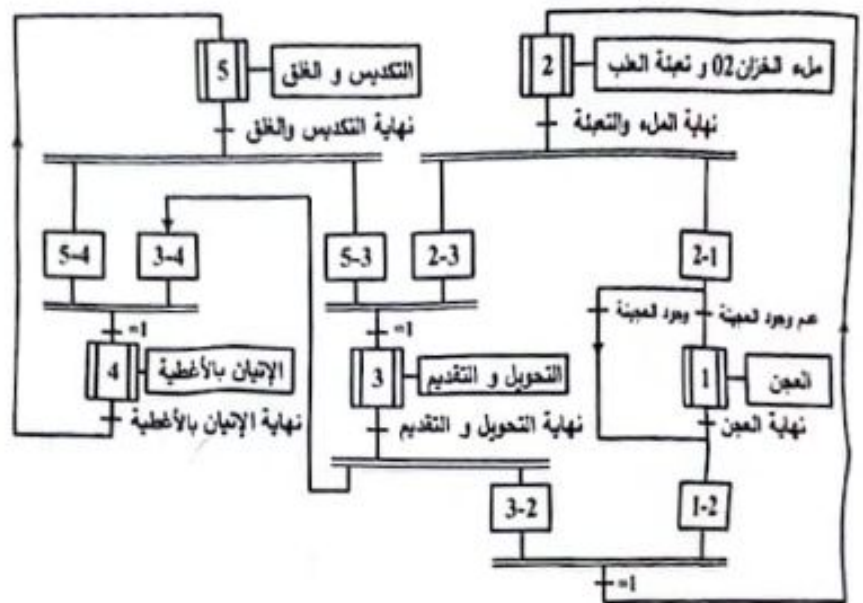 5
التكديس و الغلق
2
ملء الخزان02 و تعبئة العلب
نهاية التكديس والغلق
نهاية الملء والتعبئة
5-4
3-4
5-3
2-3
2-1
وجود العجينة
عدم وجود العجينة
=1
=1
4
الإتيان بالأغطية
3
التحويل و التقديم
1
العجن
نهاية الإتيان بالأغطية
نهاية التحويل و التقديم
نهاية العجن
3-2
1-2
=1